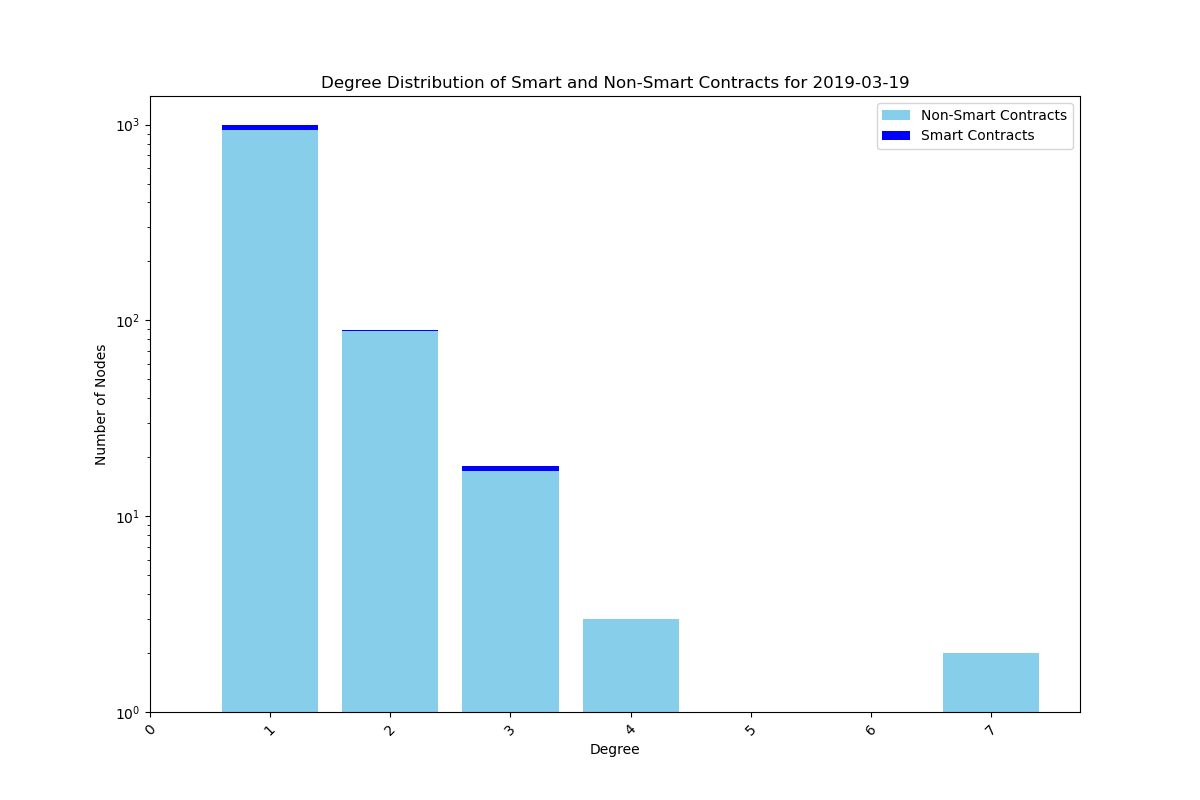 Degree Distribution of Smart and Non-Smart Contracts for 2019-03-19
Non-Smart Contracts
Smart Contracts
Number of Nodes
10³
10²
10¹
10⁰
0 1 2 3 4 5 6 7
Degree